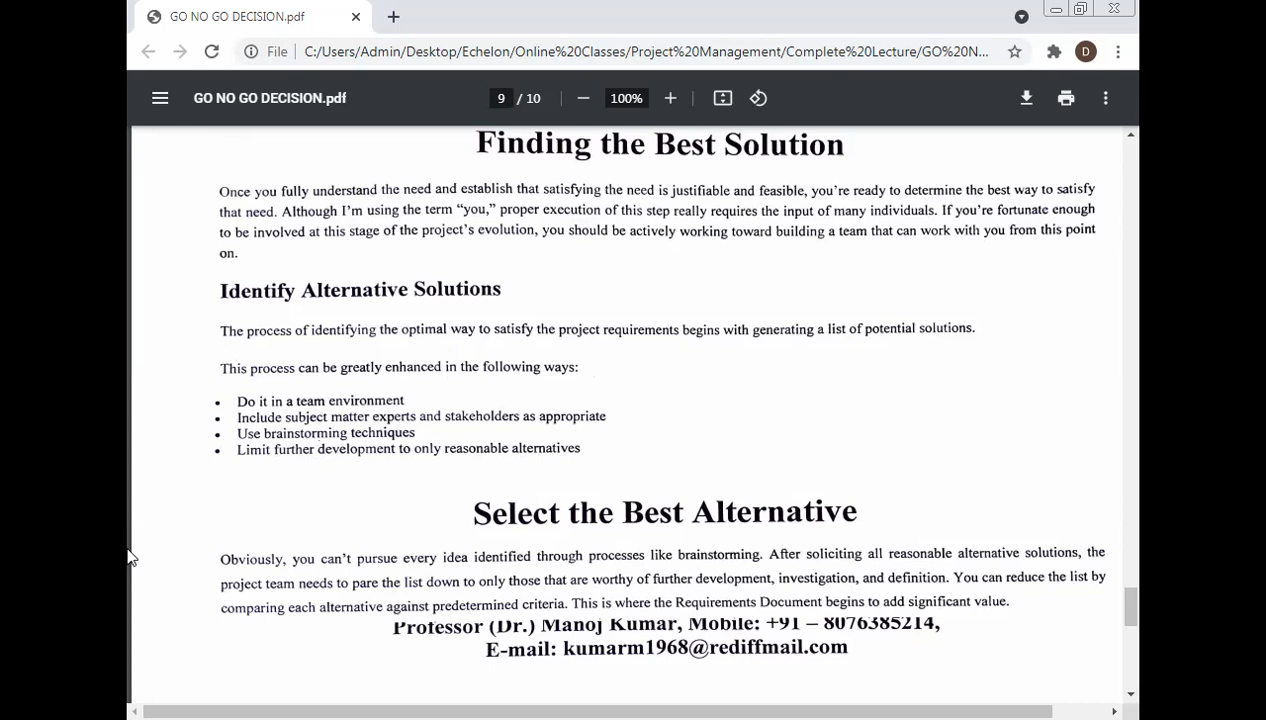 GO NO GO DECISION.pdf
File C:/Users/Admin/Desktop/Echelon/Online%20Classes/Project%20Management/Complete%20Lecture/GO%20N... D
GO NO GO DECISION.pdf 9 / 10 100%
Finding the Best Solution
Once you fully understand the need and establish that satisfying the need is justifiable and feasible, you're ready to determine the best way to satisfy
that need. Although I'm using the term “you,” proper execution of this step really requires the input of many individuals. If you're fortunate enough
to be involved at this stage of the project's evolution, you should be actively working toward building a team that can work with you from this point
on.
Identify Alternative Solutions
The process of identifying the optimal way to satisfy the project requirements begins with generating a list of potential solutions.
This process can be greatly enhanced in the following ways:
• Do it in a team environment
• Include subject matter experts and stakeholders as appropriate
• Use brainstorming techniques
• Limit further development to only reasonable alternatives
Select the Best Alternative
Obviously, you can't pursue every idea identified through processes like brainstorming. After soliciting all reasonable alternative solutions, the
project team needs to pare the list down to only those that are worthy of further development, investigation, and definition. You can reduce the list by
comparing each alternative against predetermined criteria. This is where the Requirements Document begins to add significant value.
Professor (Dr.) Manoj Kumar, Mobile: +91 – 8076385214,
E-mail: kumarm1968@rediffmail.com